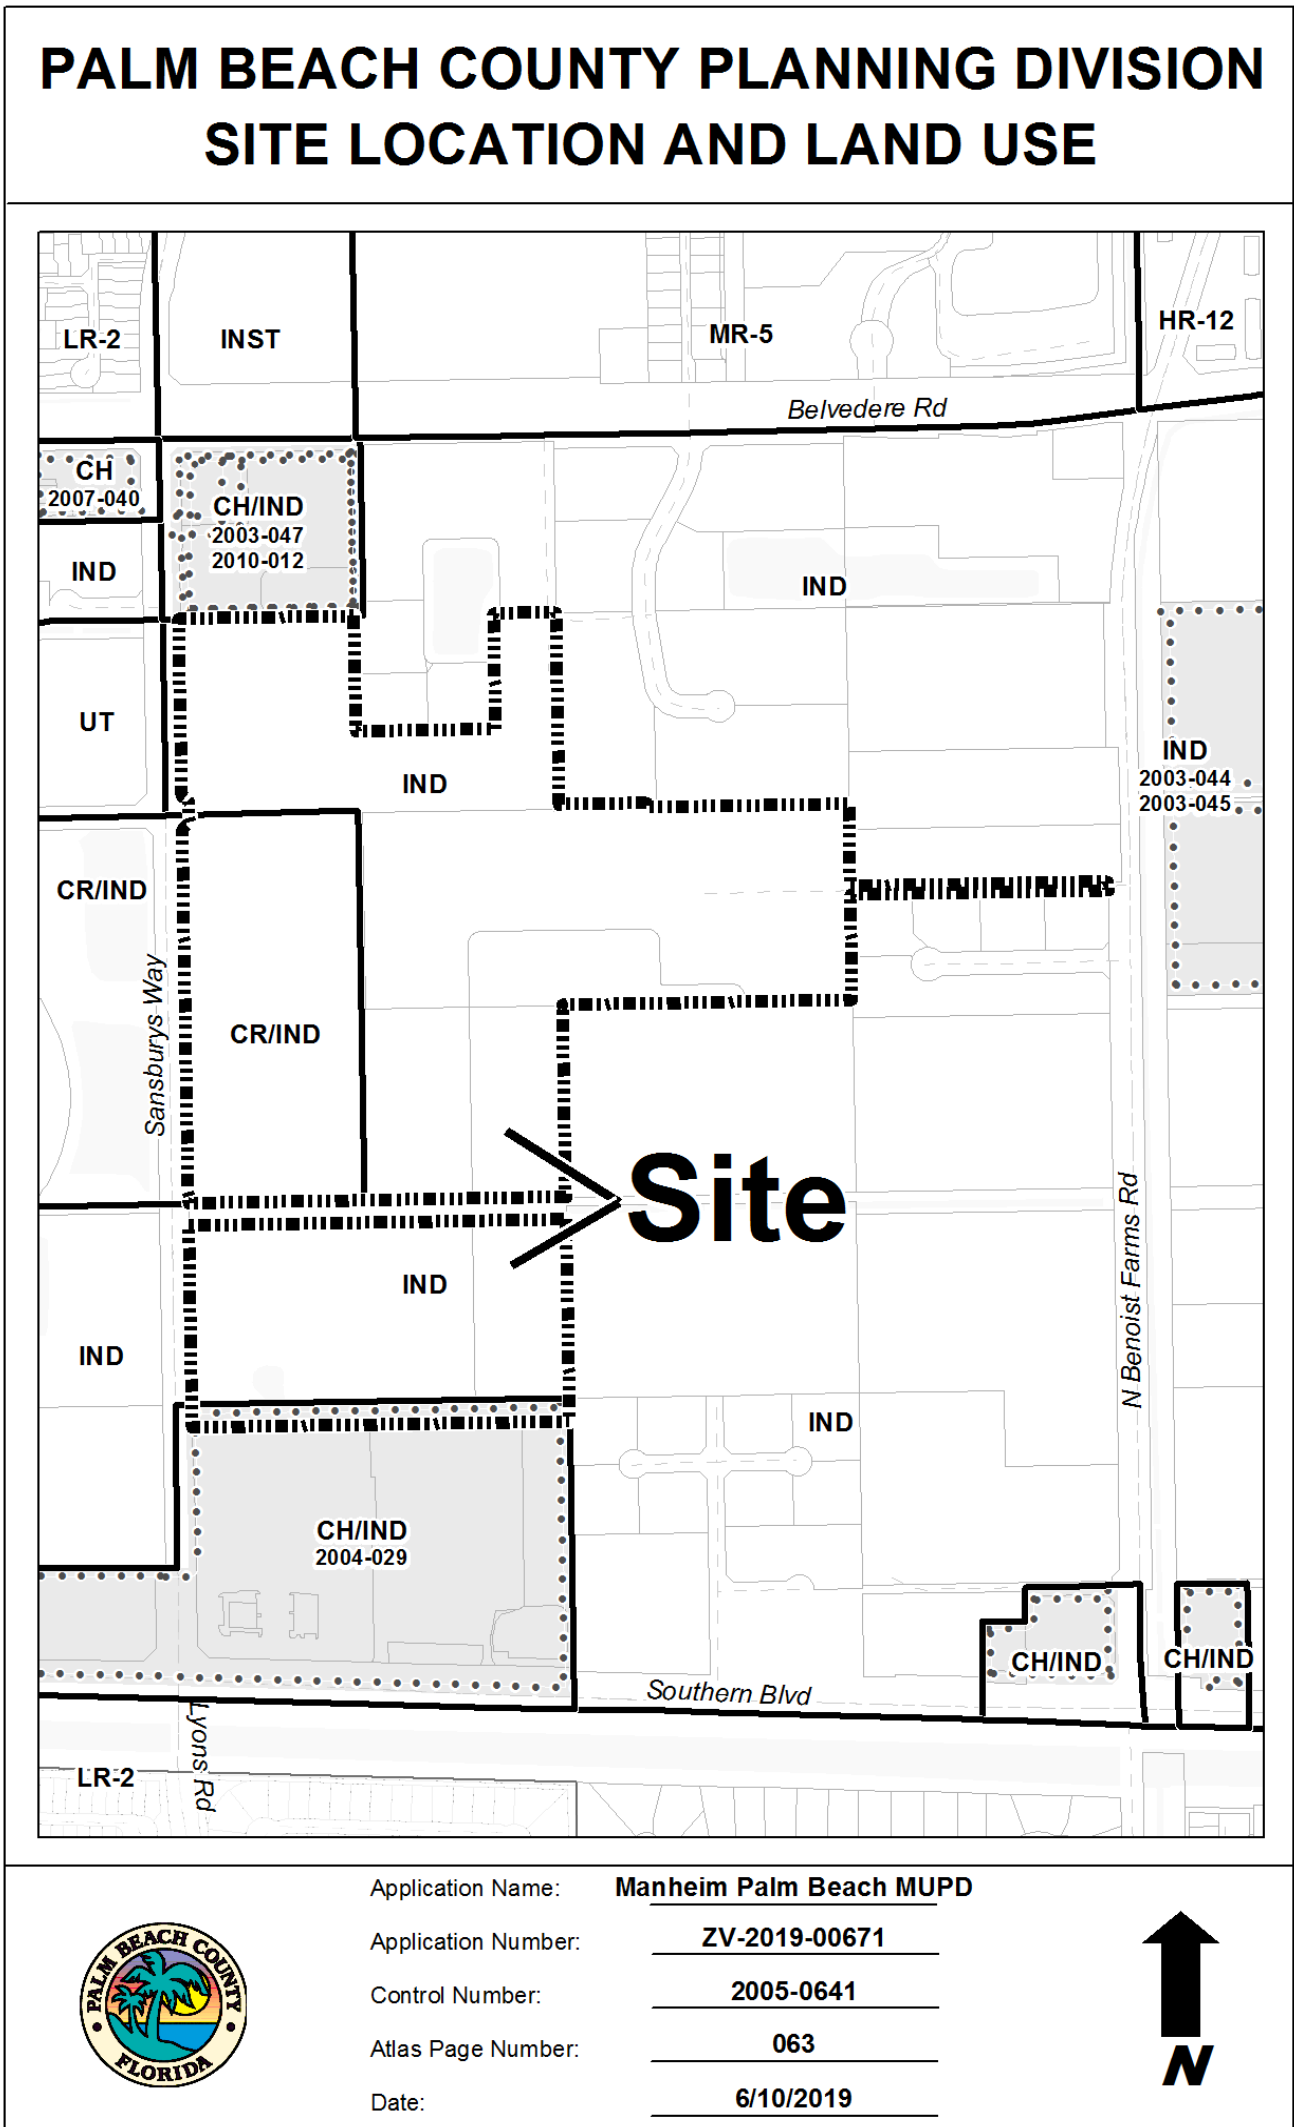 PALM BEACH COUNTY PLANNING DIVISION
SITE LOCATION AND LAND USE
LR-2
INST
MR-5
HR-12
Belvedere Rd
CH
2007-040
CH/IND
2003-047
2010-012
IND
IND
UT
IND
IND
2003-044
2003-045
CR/IND
Sansburys Way
CR/IND
Site
N Benoist Farms Rd
IND
IND
IND
CH/IND
2004-029
CH/IND
CH/IND
Southern Blvd
Lyons Rd
LR-2
Application Name: Manheim Palm Beach MUPD
Application Number: ZV-2019-00671
Control Number: 2005-0641
Atlas Page Number: 063
Date: 6/10/2019
PALM BEACH COUNTY
FLORIDA
N